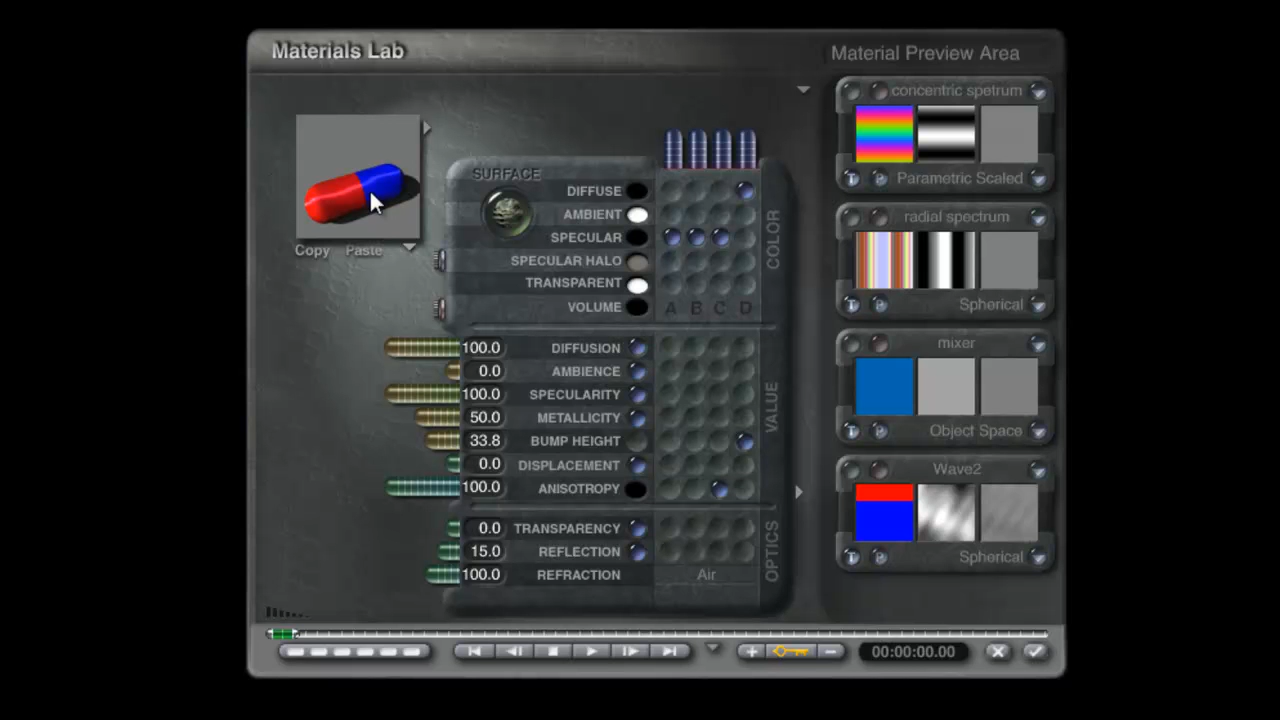 Materials Lab
Material Preview Area
concentric spetrum
Parametric Scaled
radial spectrum
Spherical
mixer
Object Space
Wave2
Spherical
Copy Paste
SURFACE
DIFFUSE
AMBIENT
SPECULAR
SPECULAR HALO
TRANSPARENT
VOLUME
A B C D
COLOR
100.0 DIFFUSION
0.0 AMBIENCE
100.0 SPECULARITY
50.0 METALLICITY
33.8 BUMP HEIGHT
0.0 DISPLACEMENT
100.0 ANISOTROPY
VALUE
0.0 TRANSPARENCY
15.0 REFLECTION
100.0 REFRACTION Air
OPTICS
00:00:00.00